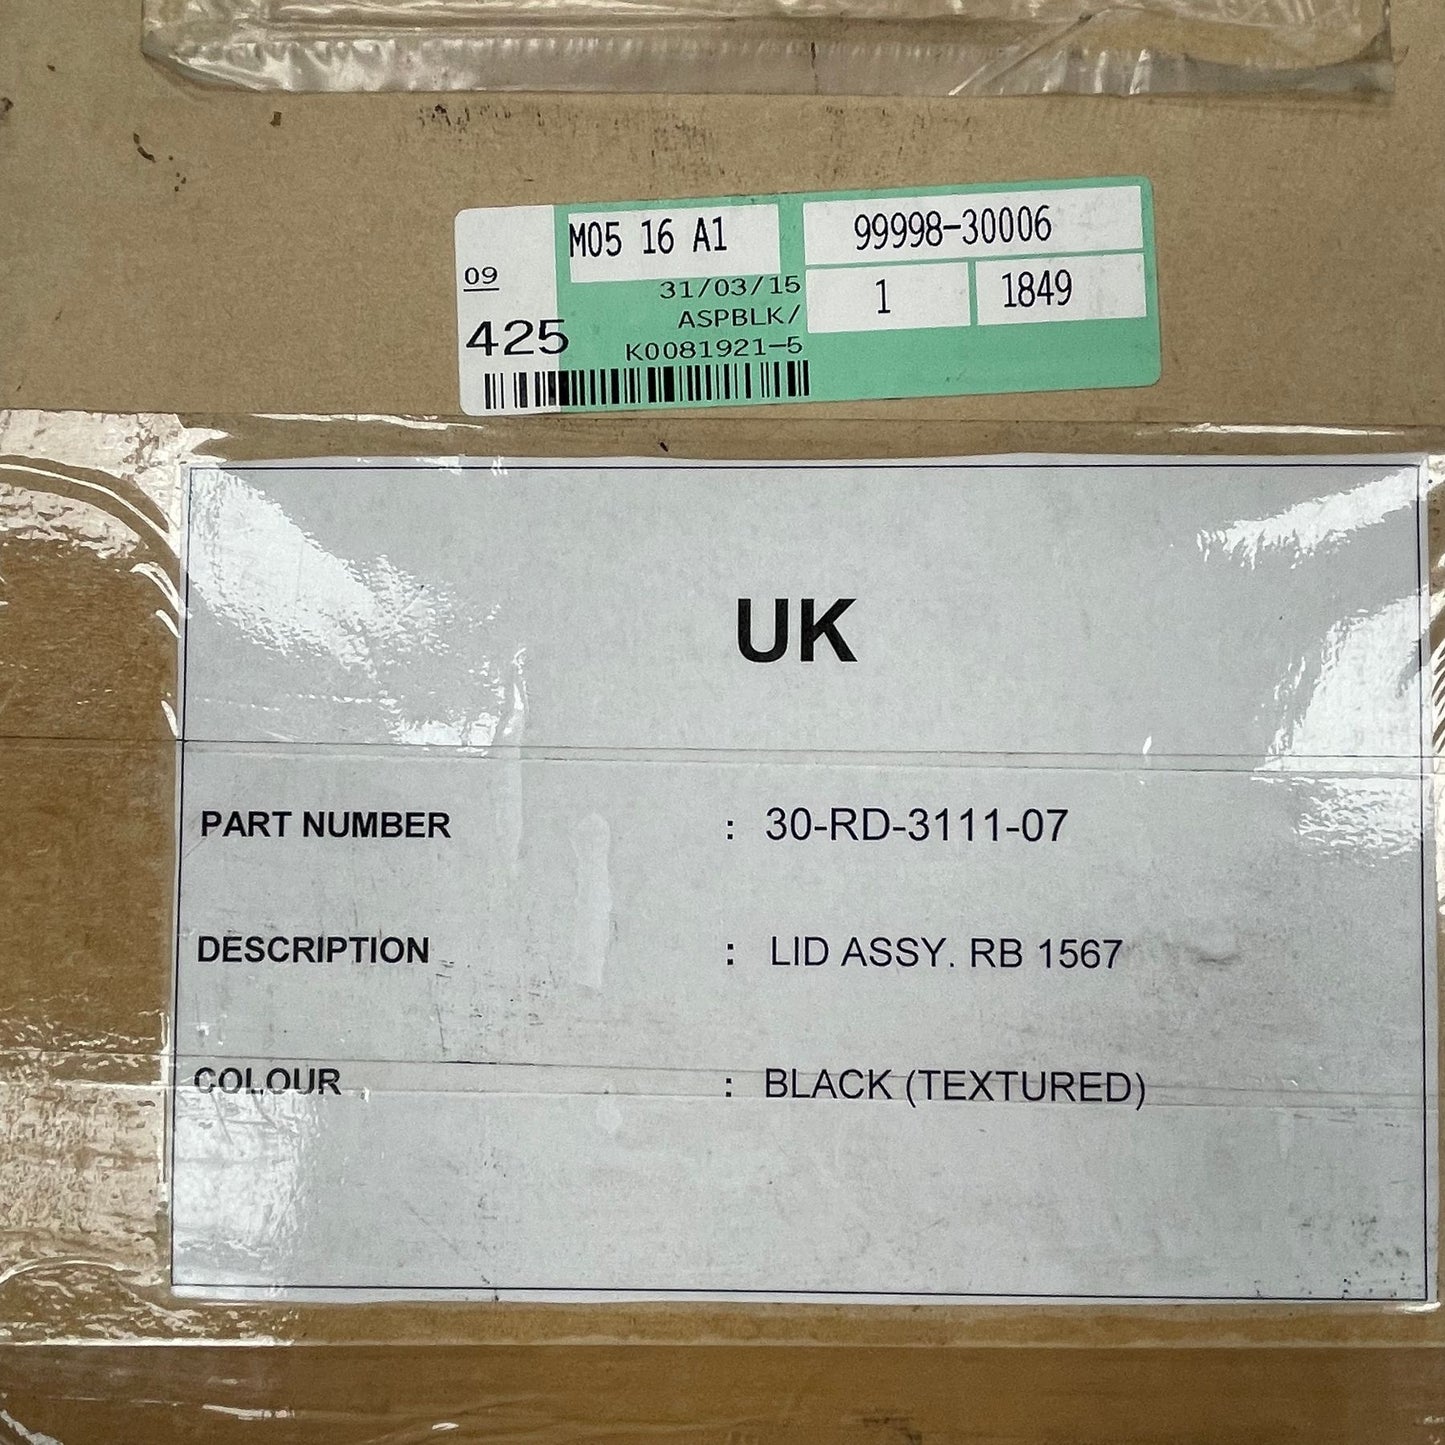 M05 16 A1
99998-30006
09
31/03/15
1
1849
ASPBLK/
425
K0081921-5
UK
PART NUMBER : 30-RD-3111-07
DESCRIPTION : LID ASSY. RB 1567
COLOUR : BLACK (TEXTURED)